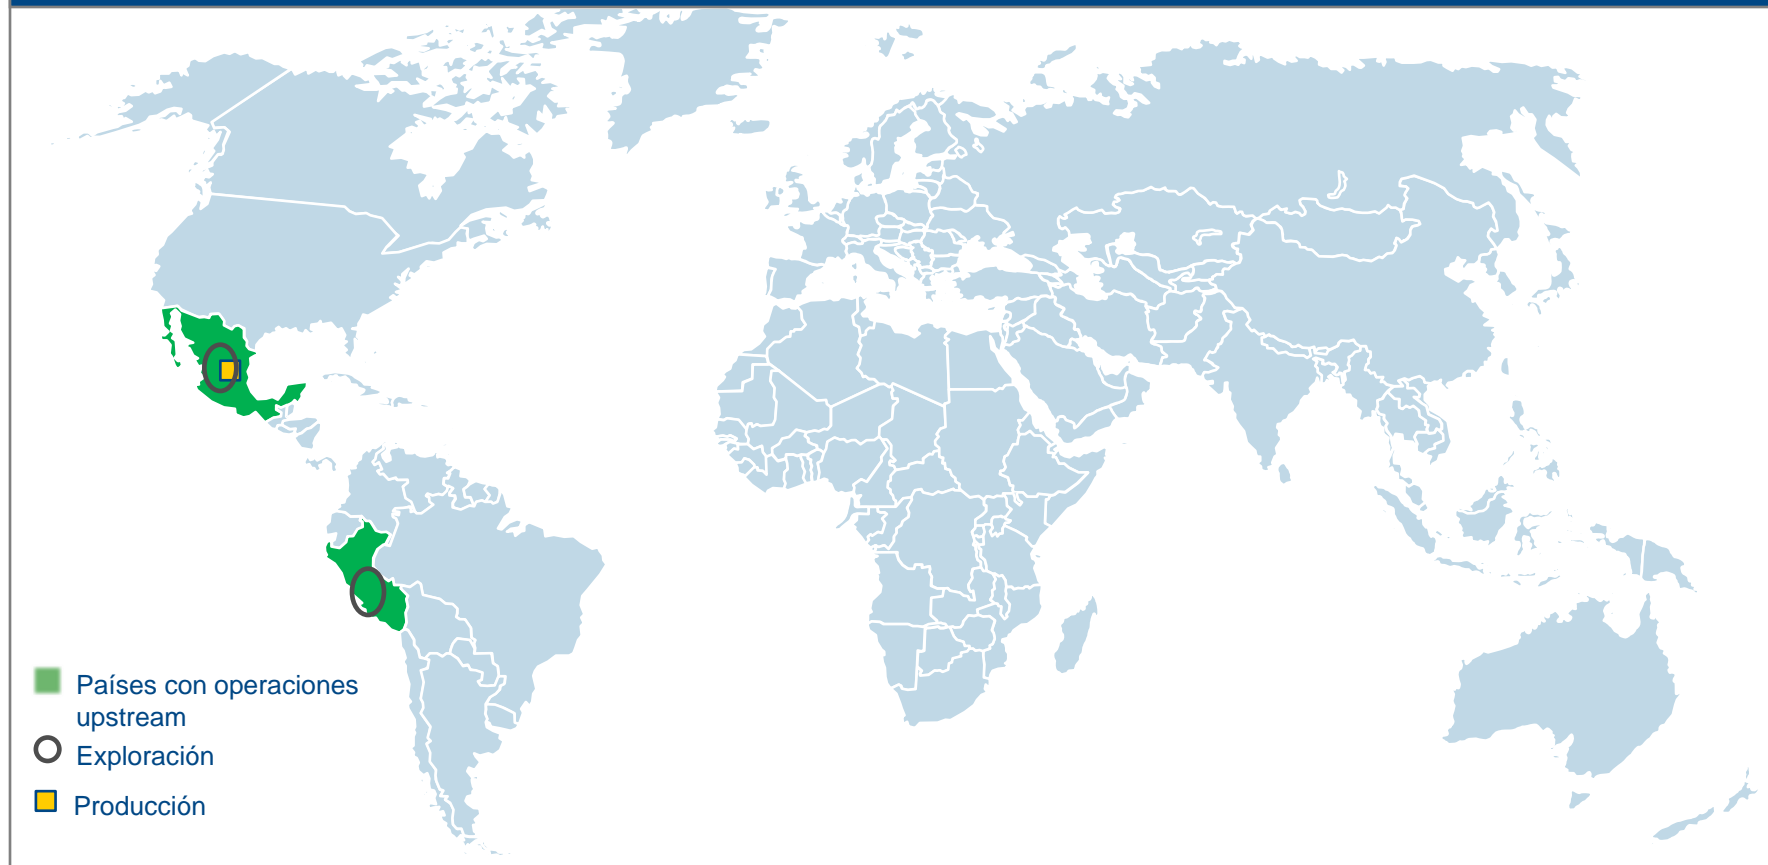 Países con operaciones
upstream
Exploración
Producción